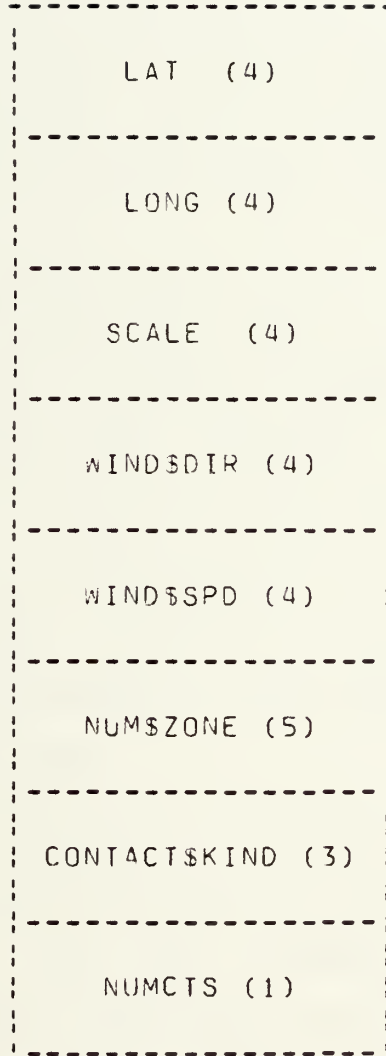 LAT (4)
LONG (4)
SCALE (4)
WIND$DIR (4)
WIND$SPD (4)
NUM$ZONE (5)
CONTACT$KIND (3)
NUMCTS (1)